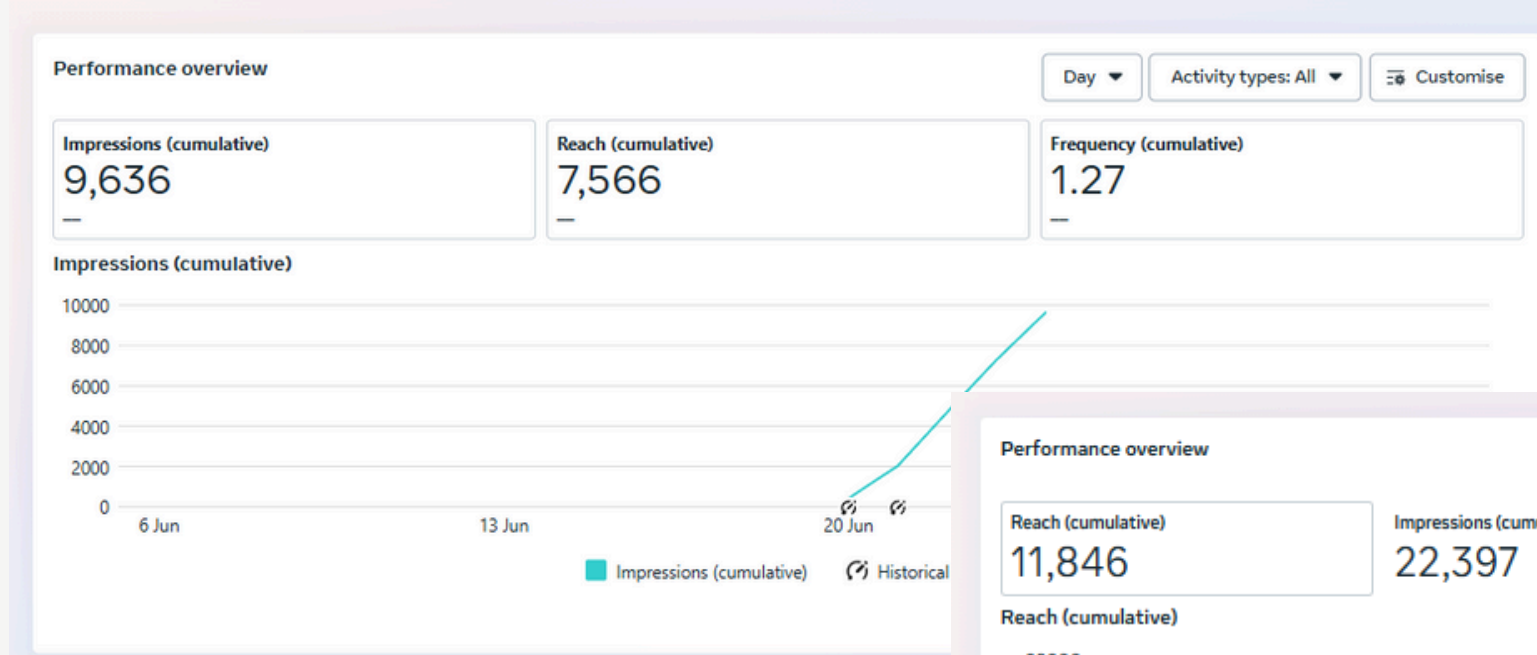 Performance overview
Day
Activity types: All
Customise
Impressions (cumulative)
9,636
—
Reach (cumulative)
7,566
—
Frequency (cumulative)
1.27
—
Impressions (cumulative)
10000
8000
6000
4000
2000
0
6 Jun
13 Jun
20 Jun
Impressions (cumulative)
Historical
Performance overview
Reach (cumulative)
11,846
Impressions (cum
22,397
Reach (cumulative)